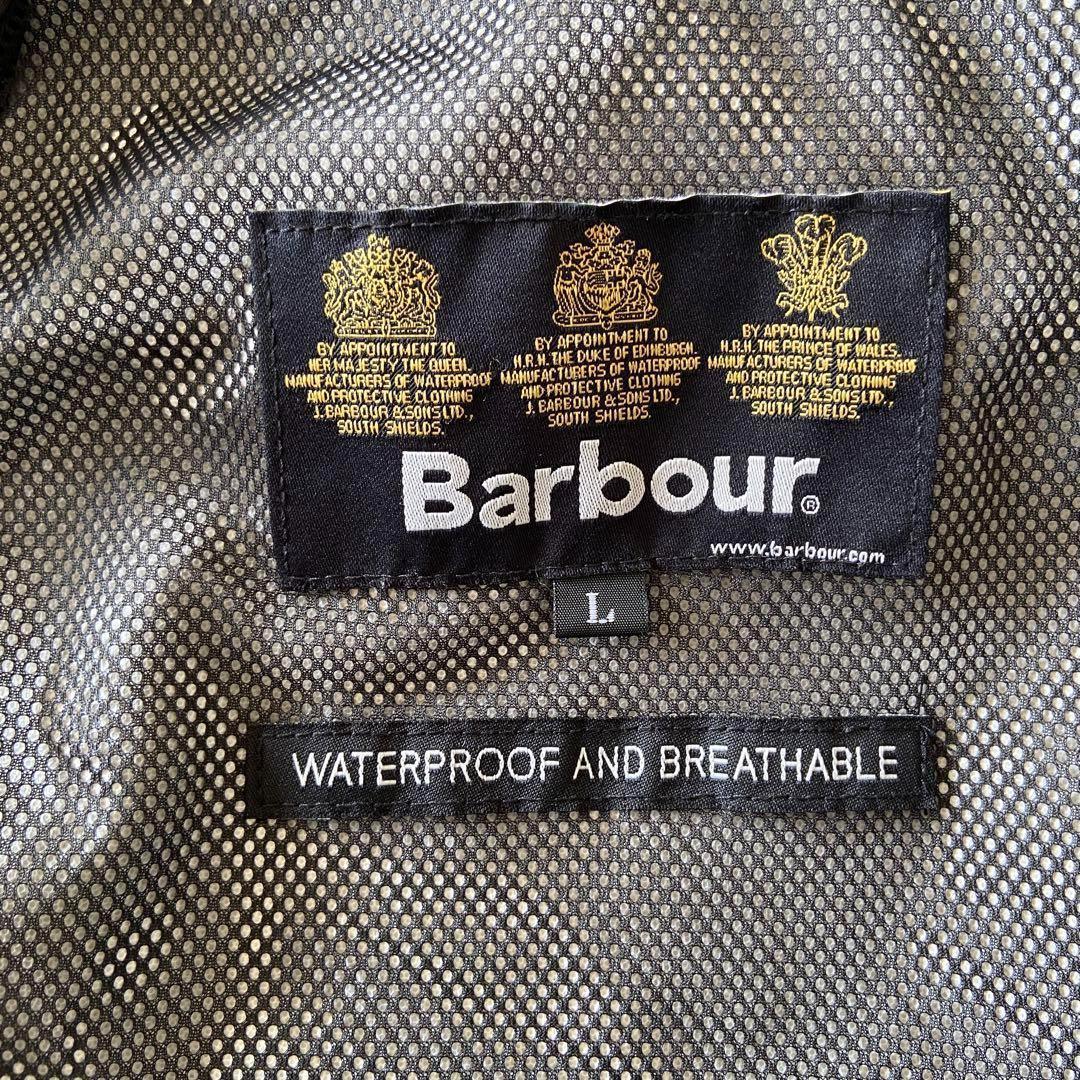 BY APPOINTMENT TO
HER MAJESTY THE QUEEN
MANUFACTURERS OF WATERPROOF
AND PROTECTIVE CLOTHING
J. BARBOUR & SONS LTD.,
SOUTH SHIELDS.
BY APPOINTMENT TO
H.R.H. THE DUKE OF EDINBURGH
MANUFACTURERS OF WATERPROOF
AND PROTECTIVE CLOTHING
J. BARBOUR & SONS LTD.,
SOUTH SHIELDS.
BY APPOINTMENT TO
H.R.H. THE PRINCE OF WALES.
MANUFACTURERS OF WATERPROOF
AND PROTECTIVE CLOTHING
J. BARBOUR & SONS LTD.,
SOUTH SHIELDS.
Barbour®
www.barbour.com
L
WATERPROOF AND BREATHABLE